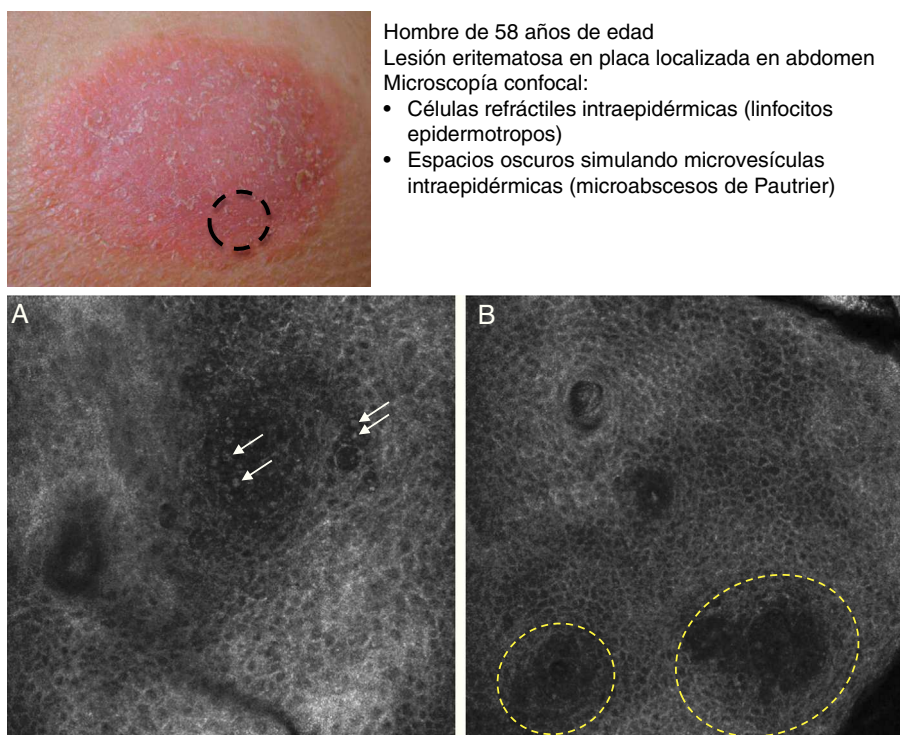 Hombre de 58 años de edad
Lesión eritematosa en placa localizada en abdomen
Microscopía confocal:
• Células refráctiles intraepidérmicas (linfocitos
epidermotropos)
• Espacios oscuros simulando microvesículas
intraepidérmicas (microabscesos de Pautrier)
A
B